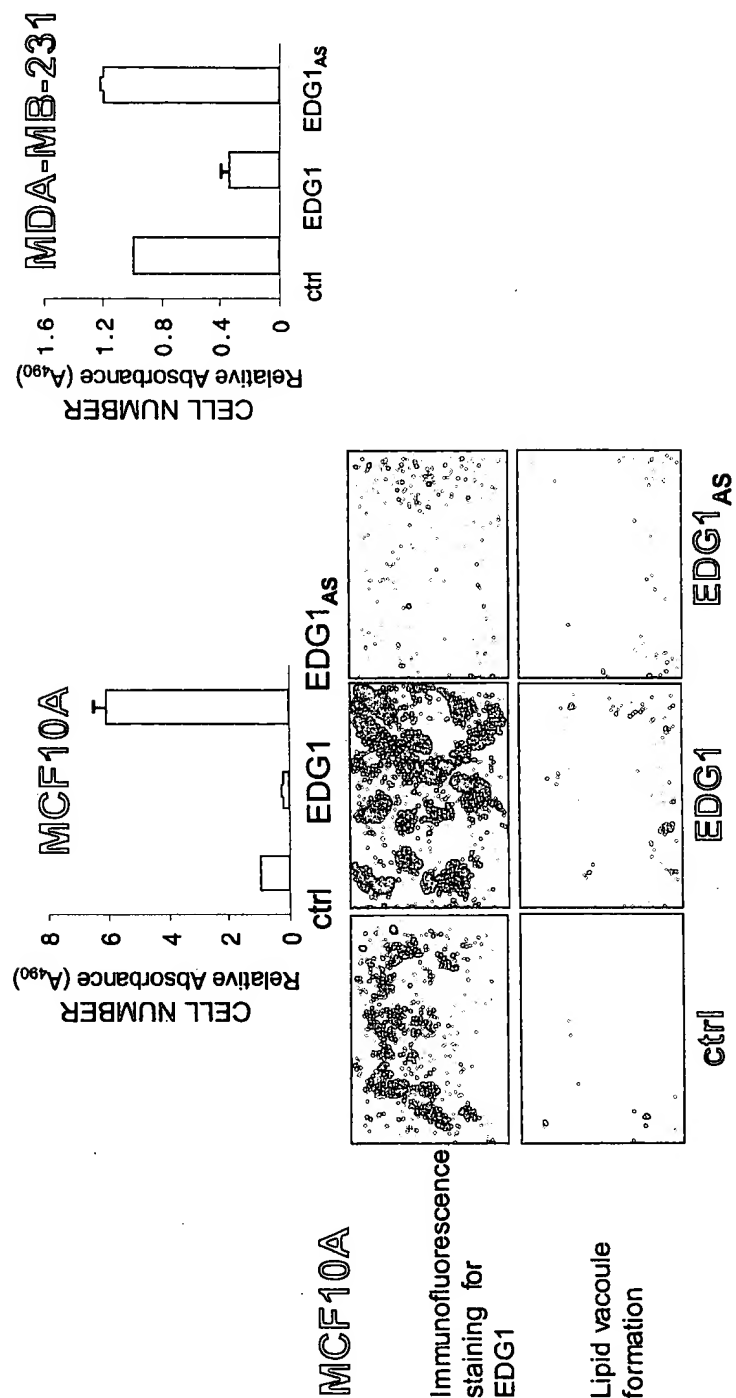 MCF10A
CELL NUMBER
Relative Absorbance (A490)
6
4
2
0
ctrl
EDG1
EDG1AS
MDA-MB-231
CELL NUMBER
Relative Absorbance (A490)
1.6
1.2
0.8
0.4
0
ctrl
EDG1
EDG1AS
MCF10A
Immunofluorescence
staining for
EDG1
Lipid vacoule
formation
ctrl
EDG1
EDG1AS